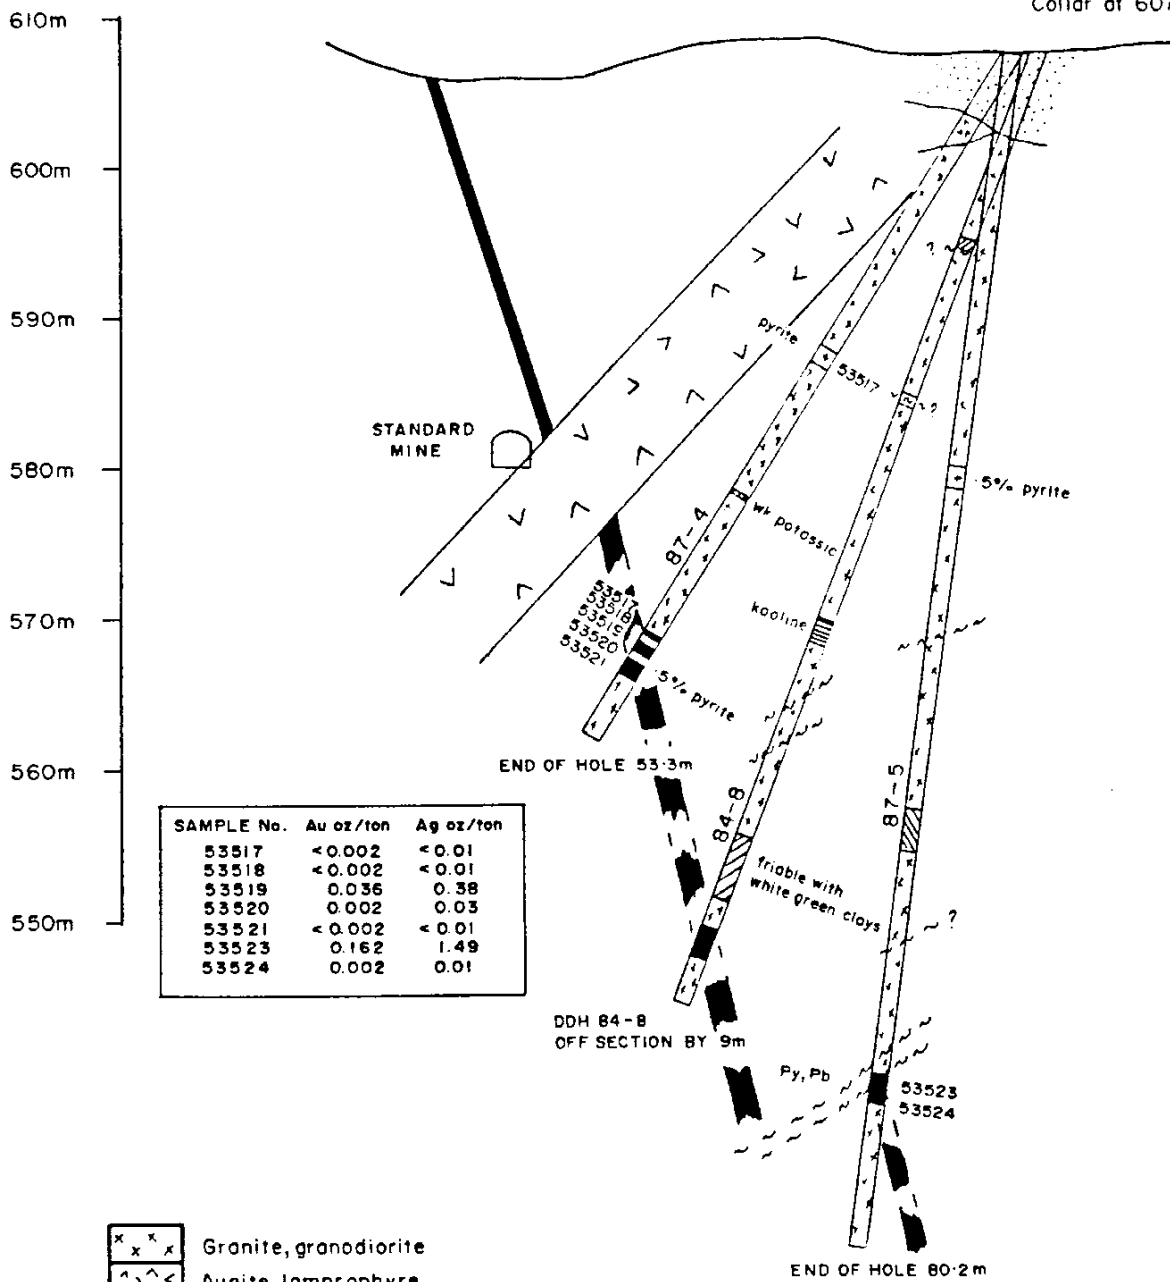 Collar at 607
610m
600m
590m
580m
570m
560m
550m
STANDARD
MINE
pyrite
53517
?
?
.5% pyrite
87-4
wk potassic
kaoline
53517
53518
53519
53520
53521
.5% pyrite
END OF HOLE 53.3m
84-8
87-5
friable with
white green clays
?
SAMPLE No. Au oz/ton Ag oz/ton
53517 <0.002 <0.01
53518 <0.002 <0.01
53519 0.036 0.38
53520 0.002 0.03
53521 <0.002 <0.01
53523 0.162 1.49
53524 0.002 0.01
DDH 84-8
OFF SECTION BY 9m
Py, Pb
53523
53524
Granite, granodiorite
Augite lamprophyre
END OF HOLE 80.2m